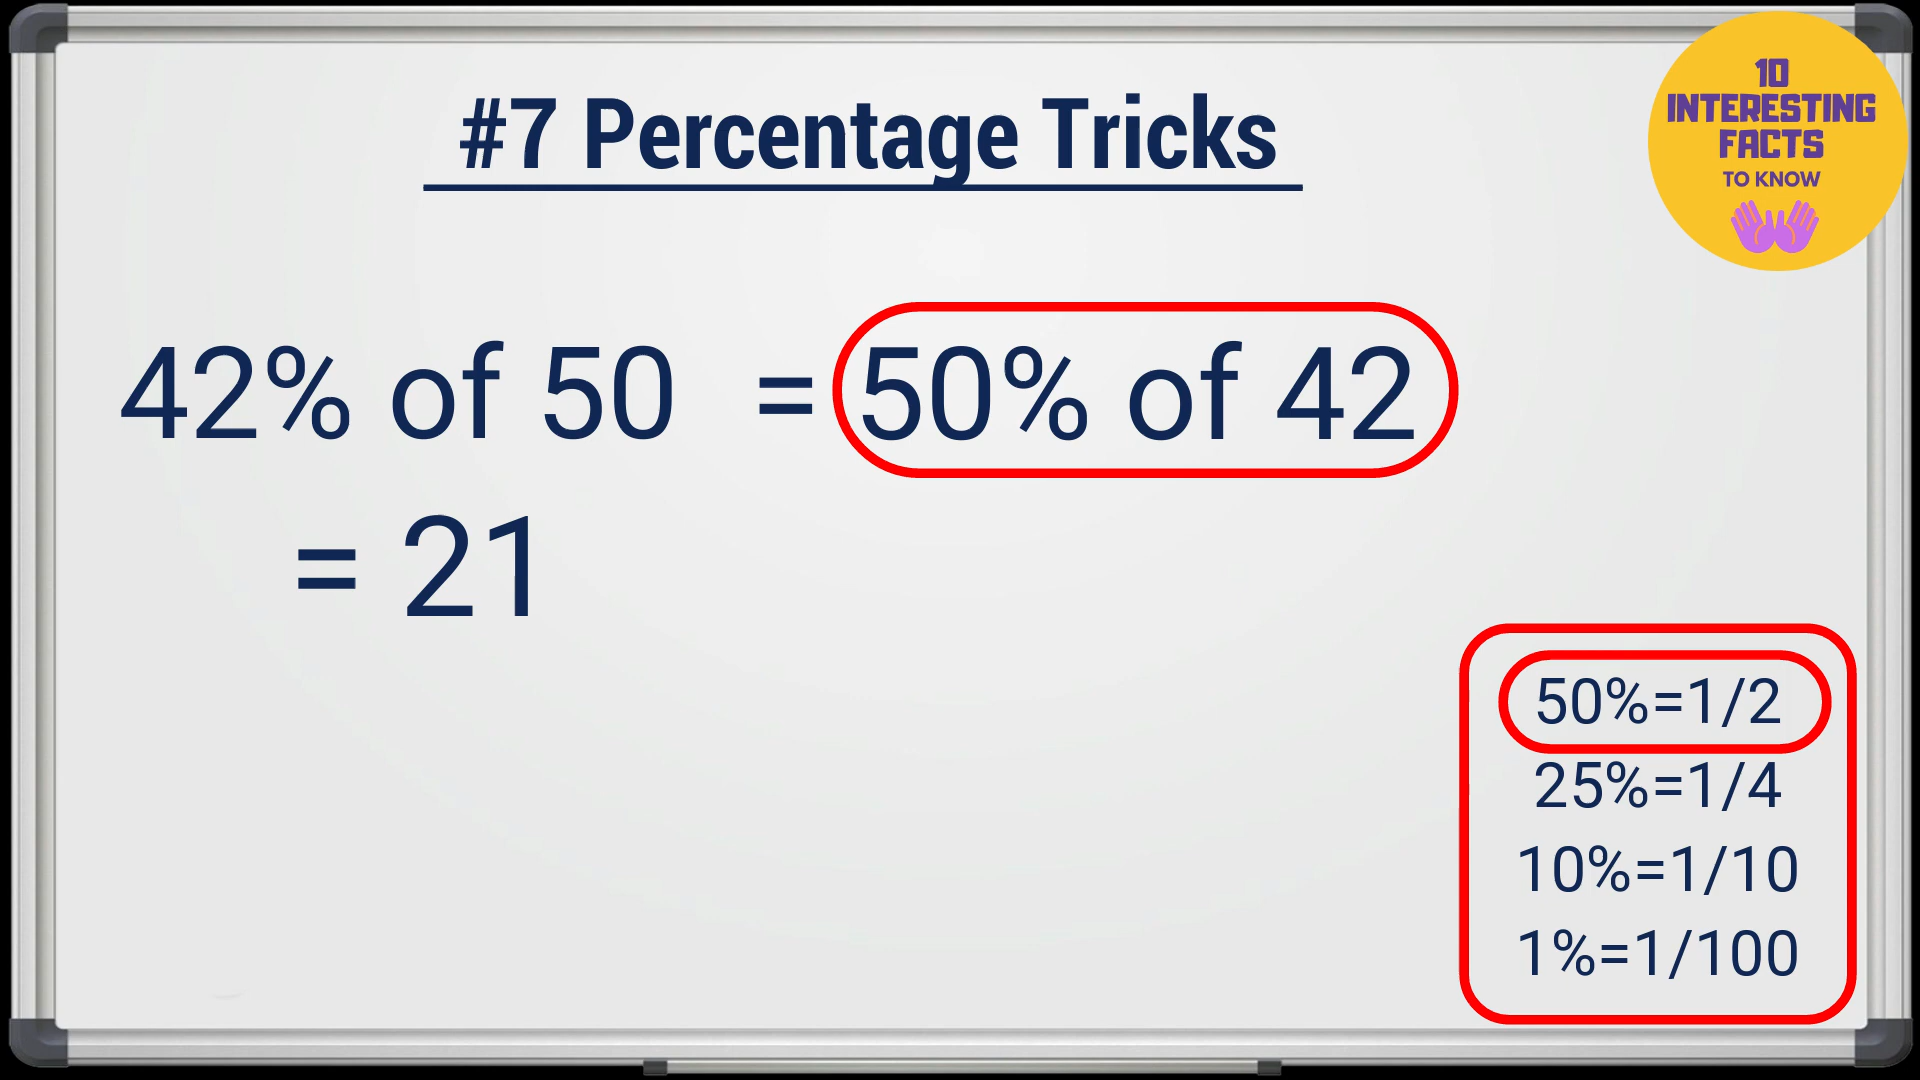 #7 Percentage Tricks
10
INTERESTING
FACTS
TO KNOW
42% of 50 = 50% of 42
= 21
50%=1/2
25%=1/4
10%=1/10
1%=1/100